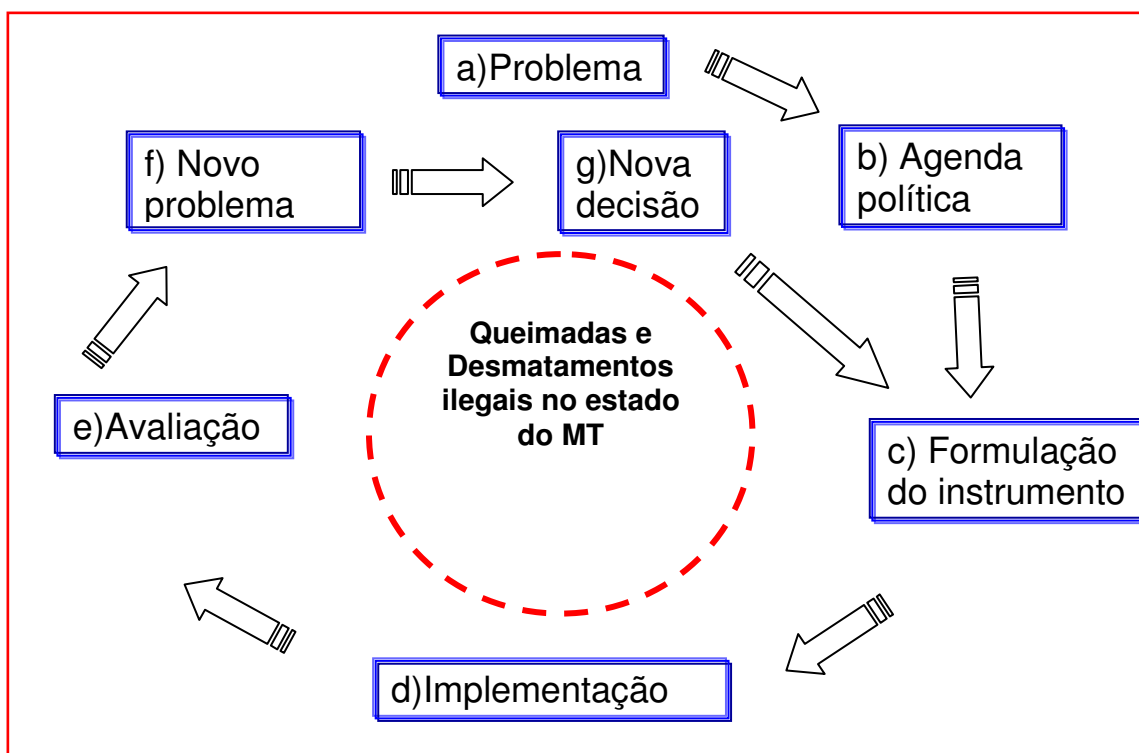 a)Problema
b) Agenda
política
c) Formulação
do instrumento
d)Implementação
e)Avaliação
f) Novo
problema
g)Nova
decisão
Queimadas e
Desmatamentos
ilegais no estado
do MT